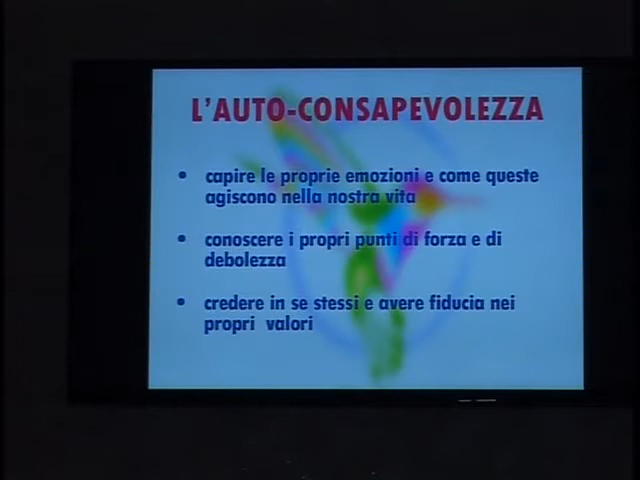 L'AUTO-CONSAPEVOLEZZA
• capire le proprie emozioni e come queste
agiscono nella nostra vita
• conoscere i propri punti di forza e di
debolezza
• credere in se stessi e avere fiducia nei
propri valori